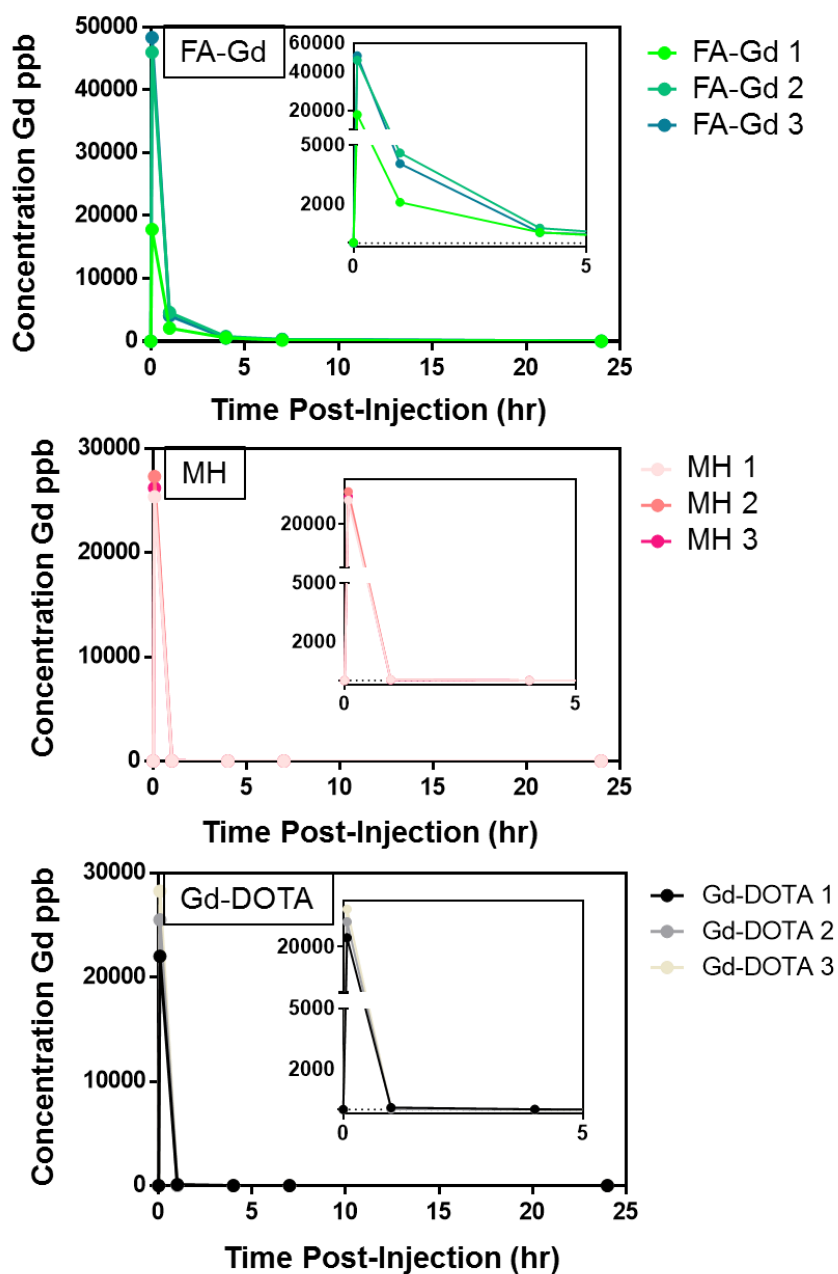 FA-Gd
Concentration Gd ppb
50000
40000
30000
20000
10000
0
0 5 10 15 20 25
Time Post-Injection (hr)
60000
40000
20000
5000
2000
0 5
FA-Gd 1
FA-Gd 2
FA-Gd 3
MH
Concentration Gd ppb
30000
20000
10000
0
0 5 10 15 20 25
Time Post-Injection (hr)
20000
5000
2000
0 5
MH 1
MH 2
MH 3
Gd-DOTA
Concentration Gd ppb
30000
20000
10000
0
0 5 10 15 20 25
Time Post-Injection (hr)
20000
5000
2000
0 5
Gd-DOTA 1
Gd-DOTA 2
Gd-DOTA 3